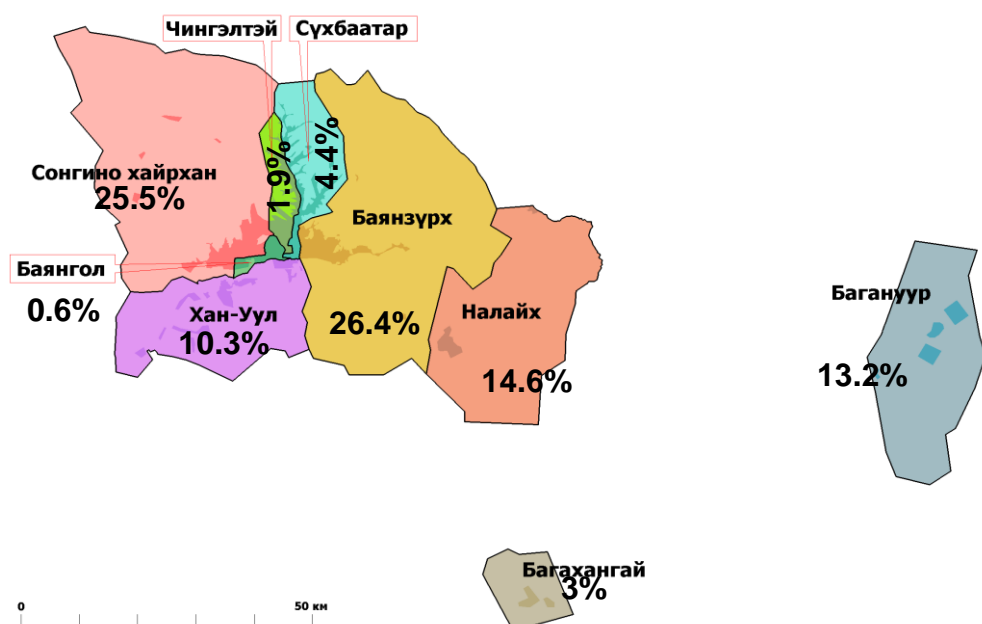 Чингэлтэй
Сүхбаатар
Сонгино хайрхан
25.5%
1.9%
4.4%
Баянзүрх
26.4%
Баянгол
0.6%
Хан-Уул
10.3%
Налайх
14.6%
Багануур
13.2%
Багахангай
3%
0
50 км